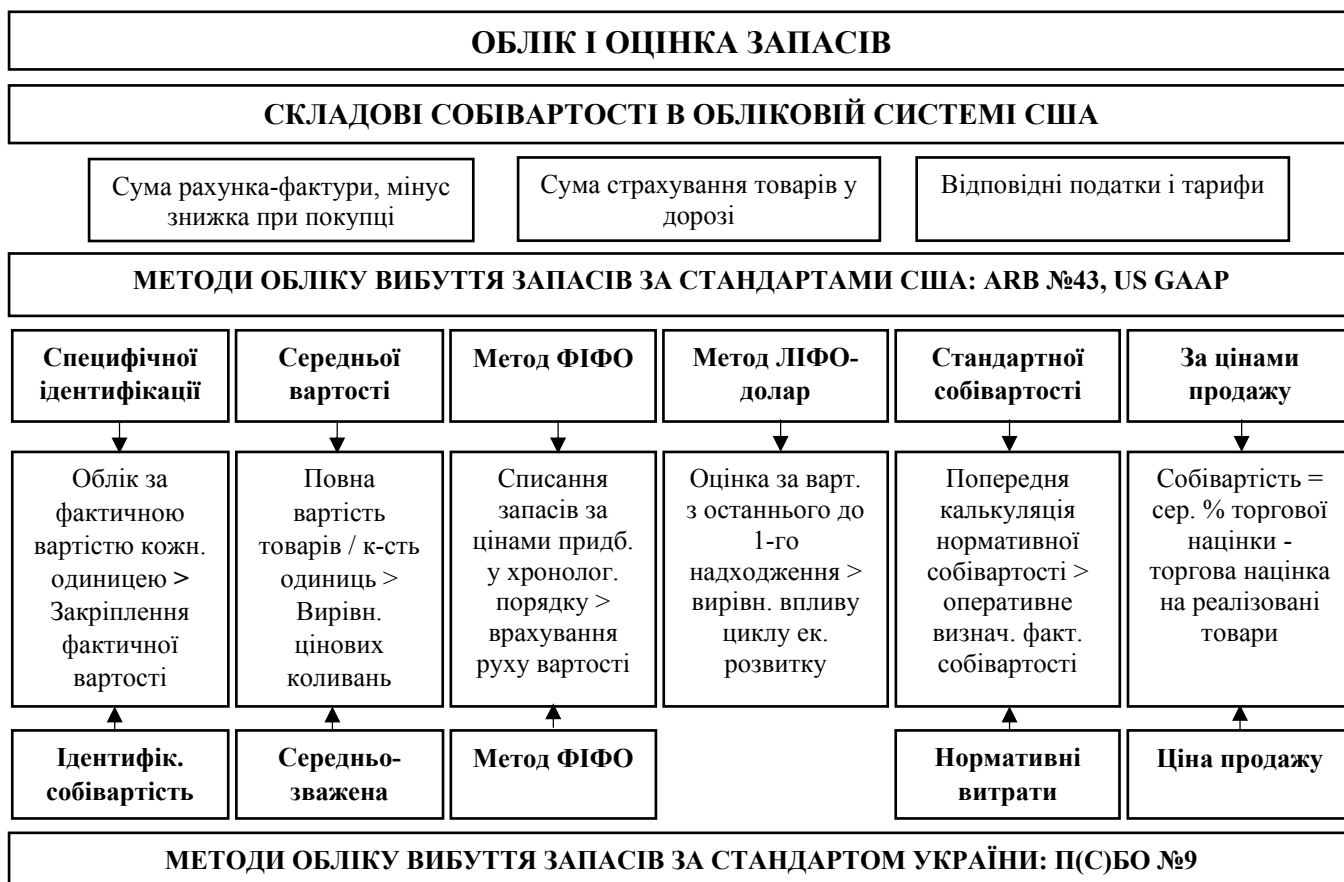 ОБЛІК І ОЦІНКА ЗАПАСІВ
СКЛАДОВІ СОБІВАРТОСТІ В ОБЛІКОВІЙ СИСТЕМІ США
Сума рахунка-фактури, мінус
знижка при покупці
Сума страхування товарів у
дорозі
Відповідні податки і тарифи
МЕТОДИ ОБЛІКУ ВИБУТТЯ ЗАПАСІВ ЗА СТАНДАРТАМИ США: ARB №43, US GAAP
Специфічної
ідентифікації
Середньої
вартості
Метод ФІФО
Метод ЛІФО-
долар
Стандартної
собівартості
За цінами
продажу
Облік за
фактичною
вартістю кожн.
одиницею >
Закріплення
фактичної
вартості
Повна
вартість
товарів / к-сть
одиниць >
Вирівн.
цінових
коливань
Списання
запасів за
цінами придб.
у хронолог.
порядку >
врахування
руху вартості
Оцінка за варт.
з останнього до
1-го
надходження >
вирівн. впливу
циклу ек.
розвитку
Попередня
калькуляція
нормативної
собівартості >
оперативне
визнач. факт.
собівартості
Собівартість =
сер. % торгової
націнки -
торгова націнка
на реалізовані
товари
Ідентифік.
собівартість
Середньо-
зважена
Метод ФІФО
Нормативні
витрати
Ціна продажу
МЕТОДИ ОБЛІКУ ВИБУТТЯ ЗАПАСІВ ЗА СТАНДАРТОМ УКРАЇНИ: П(С)БО №9